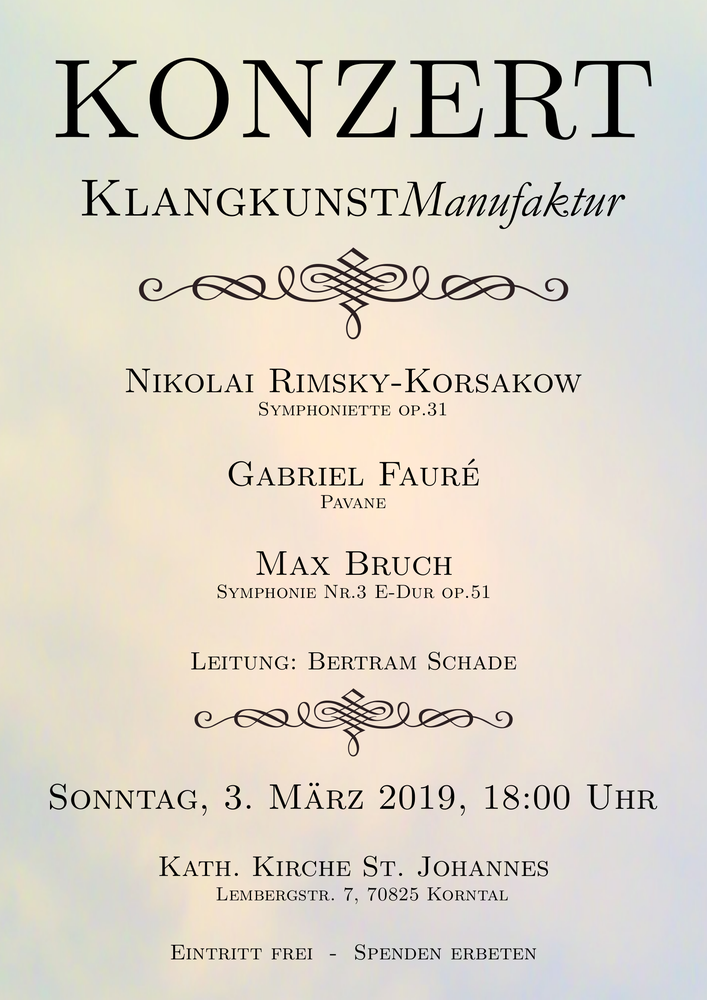 KONZERT
KLANGKUNSTManufaktur
NIKOLAI RIMSKY-KORSAKOW
SYMPHONIETTE OP.31
GABRIEL FAURÉ
PAVANE
MAX BRUCH
SYMPHONIE NR.3 E-DUR OP.51
LEITUNG: BERTRAM SCHADE
SONNTAG, 3. MÄRZ 2019, 18:00 UHR
KATH. KIRCHE ST. JOHANNES
LEMBERGSTR. 7, 70825 KORNTAL
EINTRITT FREI - SPENDEN ERBETEN